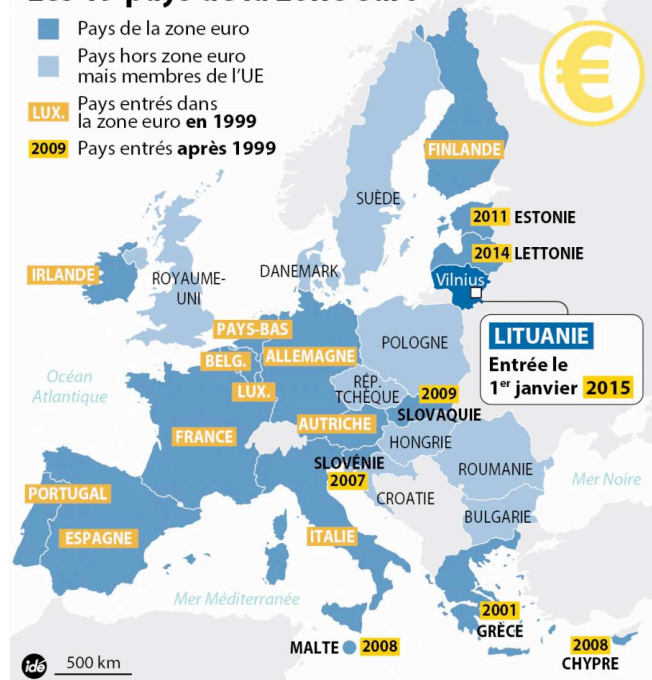 Pays de la zone euro
Pays hors zone euro
mais membres de l'UE
LUX. Pays entrés dans
la zone euro en 1999
2009 Pays entrés après 1999
€
FINLANDE
SUÈDE
2011 ESTONIE
2014 LETTONIE
Vilnius
IRLANDE
ROYAUME-
UNI
DANEMARK
LITUANIE
Entrée le
1er janvier 2015
PAYS-BAS
POLOGNE
BELG.
ALLEMAGNE
Océan
Atlantique
LUX.
RÉP.
TCHÈQUE
2009
SLOVAQUIE
AUTRICHE
FRANCE
HONGRIE
SLOVÉNIE
2007
ROUMANIE
Mer Noire
CROATIE
PORTUGAL
BULGARIE
ESPAGNE
ITALIE
Mer Méditerranée
2001
GRÈCE
MALTE 2008
2008
CHYPRE
idé 500 km